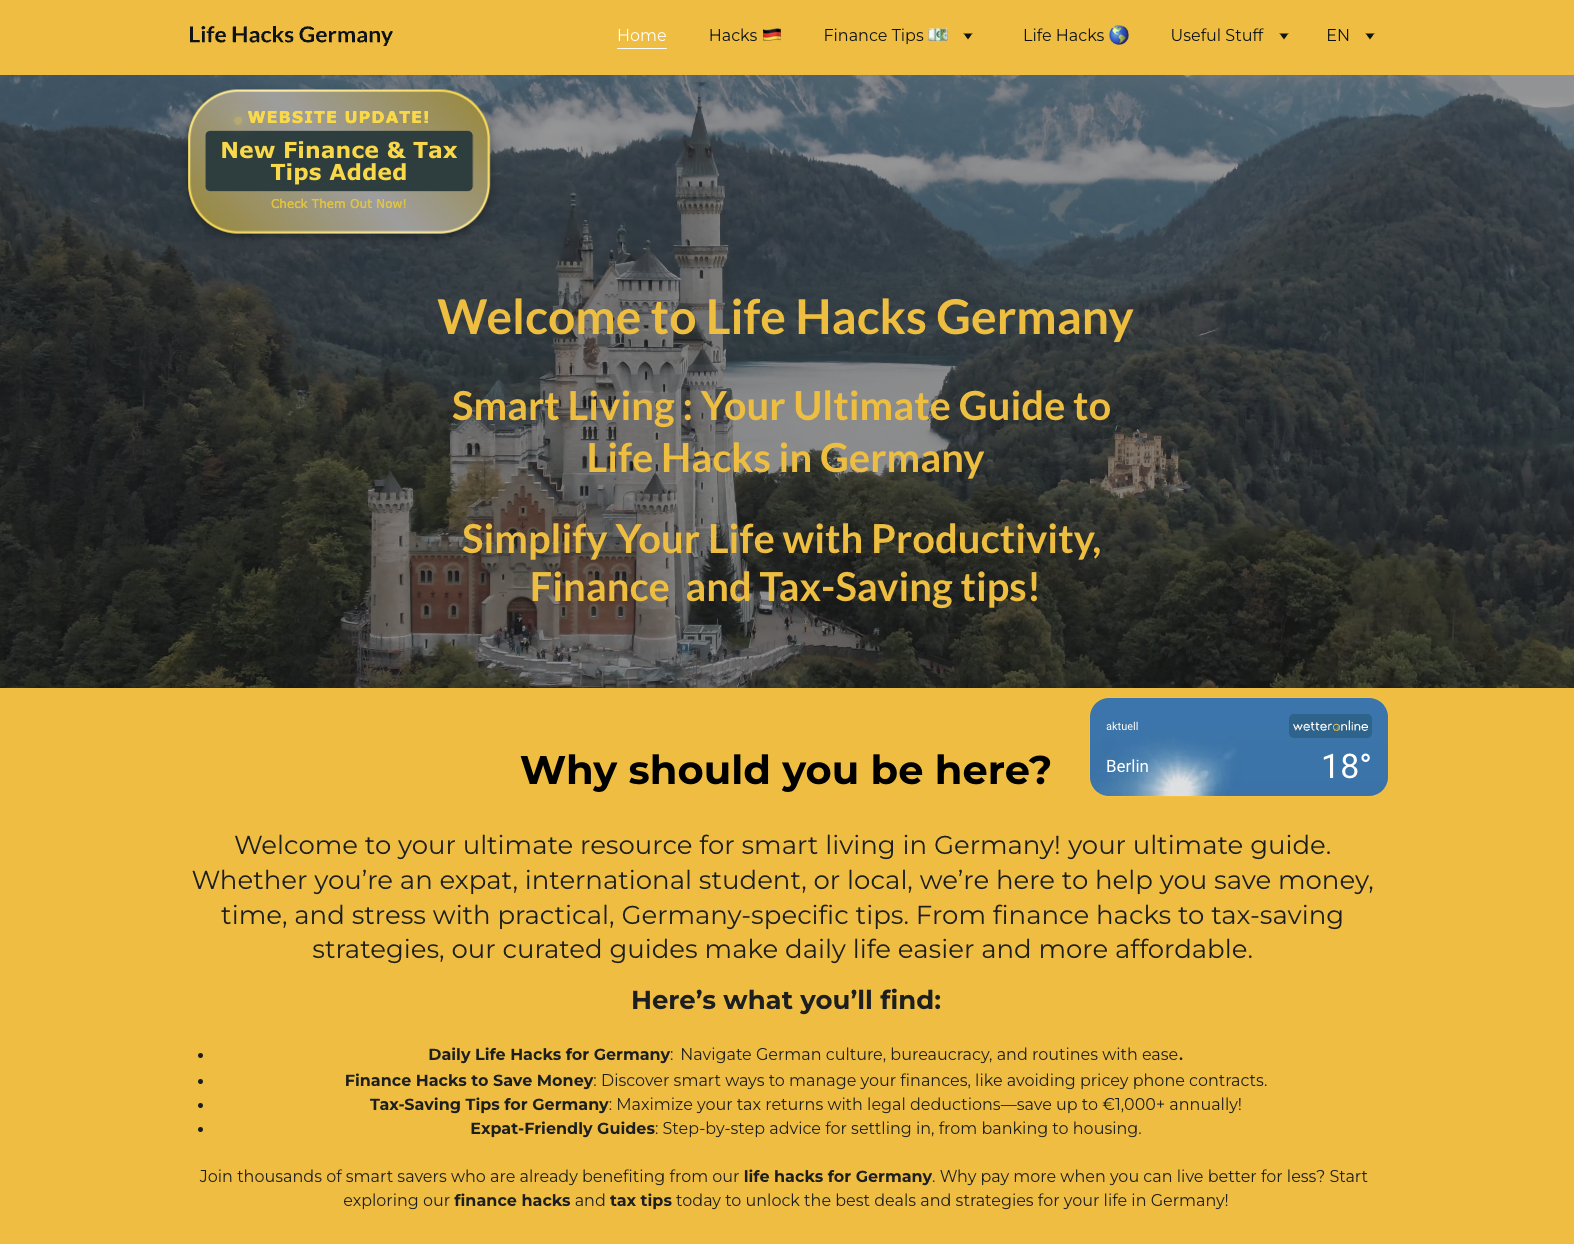 Life Hacks Germany
Home
Hacks 🇩🇪
Finance Tips 💶
Life Hacks 🌎
Useful Stuff
EN
WEBSITE UPDATE!
New Finance & Tax
Tips Added
Check Them Out Now!
Welcome to Life Hacks Germany
Smart Living : Your Ultimate Guide to
Life Hacks in Germany
Simplify Your Life with Productivity,
Finance  and Tax-Saving tips!
aktuell
wetteronline
Berlin
18°
Why should you be here?
Welcome to your ultimate resource for smart living in Germany! your ultimate guide.
Whether you’re an expat, international student, or local, we’re here to help you save money,
time, and stress with practical, Germany-specific tips. From finance hacks to tax-saving
strategies, our curated guides make daily life easier and more affordable.
Here’s what you’ll find:
• Daily Life Hacks for Germany: Navigate German culture, bureaucracy, and routines with ease.
• Finance Hacks to Save Money: Discover smart ways to manage your finances, like avoiding pricey phone contracts.
• Tax-Saving Tips for Germany: Maximize your tax returns with legal deductions—save up to €1,000+ annually!
• Expat-Friendly Guides: Step-by-step advice for settling in, from banking to housing.
Join thousands of smart savers who are already benefiting from our life hacks for Germany. Why pay more when you can live better for less? Start
exploring our finance hacks and tax tips today to unlock the best deals and strategies for your life in Germany!